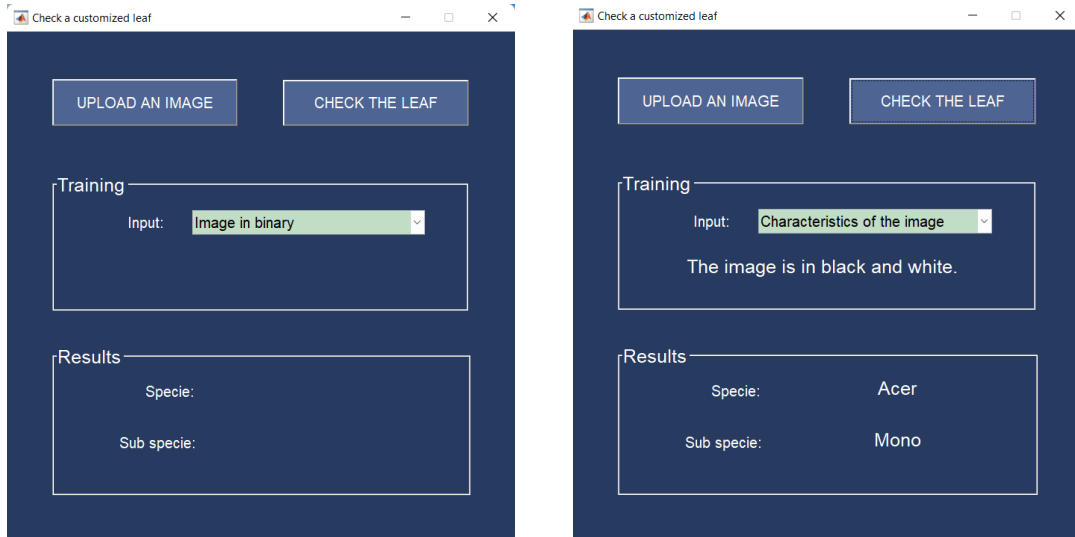 Check a customized leaf
UPLOAD AN IMAGE
CHECK THE LEAF
Training
Input:
Image in binary
Results
Specie:
Sub specie:
Check a customized leaf
UPLOAD AN IMAGE
CHECK THE LEAF
Training
Input:
Characteristics of the image
The image is in black and white.
Results
Specie:
Acer
Sub specie:
Mono